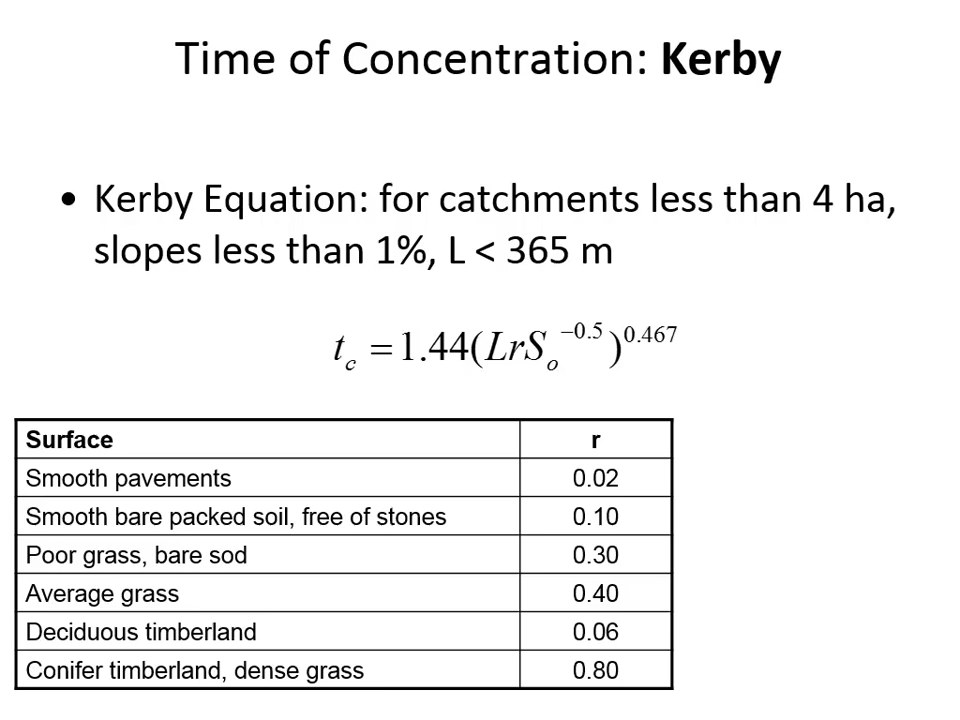 Time of Concentration: Kerby
• Kerby Equation: for catchments less than 4 ha,
slopes less than 1%, L < 365 m
t_c = 1.44(LrS_o^{−0.5})^{0.467}
Surface r
Smooth pavements 0.02
Smooth bare packed soil, free of stones 0.10
Poor grass, bare sod 0.30
Average grass 0.40
Deciduous timberland 0.06
Conifer timberland, dense grass 0.80